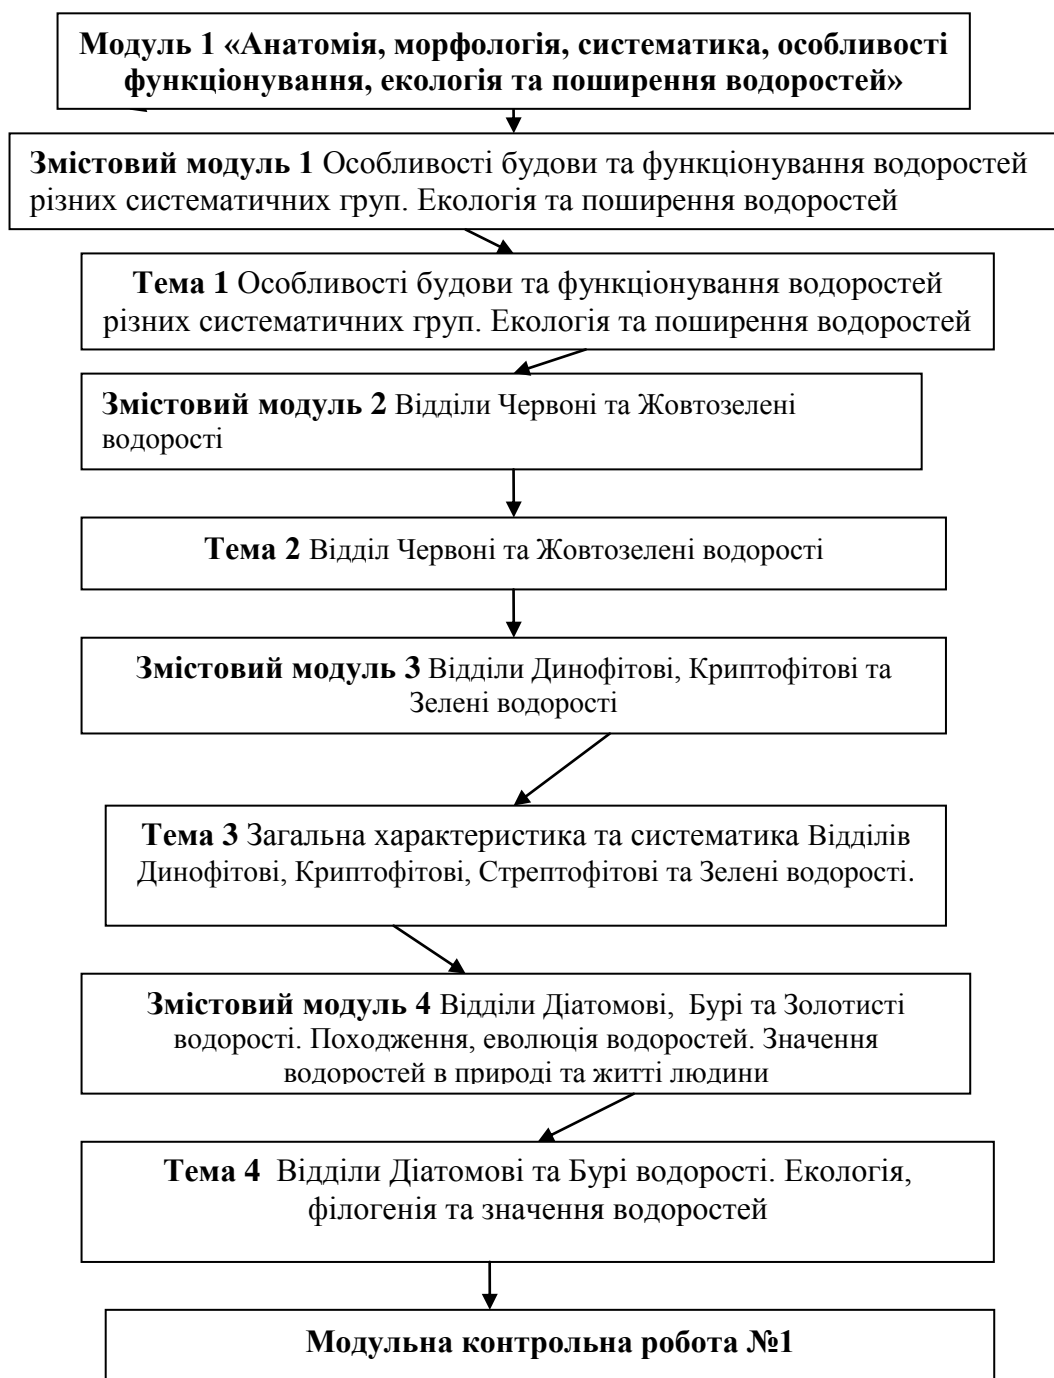 Модуль 1 «Анатомія, морфологія, систематика, особливості
функціонування, екологія та поширення водоростей»
Змістовий модуль 1 Особливості будови та функціонування водоростей
різних систематичних груп. Екологія та поширення водоростей
Тема 1 Особливості будови та функціонування водоростей
різних систематичних груп. Екологія та поширення водоростей
Змістовий модуль 2 Відділи Червоні та Жовтозелені
водорості
Тема 2 Відділ Червоні та Жовтозелені водорості
Змістовий модуль 3 Відділи Динофітові, Криптофітові та
Зелені водорості
Тема 3 Загальна характеристика та систематика Відділів
Динофітові, Криптофітові, Стрептофітові та Зелені водорості.
Змістовий модуль 4 Відділи Діатомові, Бурі та Золотисті
водорості. Походження, еволюція водоростей. Значення
водоростей в природі та житті людини
Тема 4 Відділи Діатомові та Бурі водорості. Екологія,
філогенія та значення водоростей
Модульна контрольна робота №1